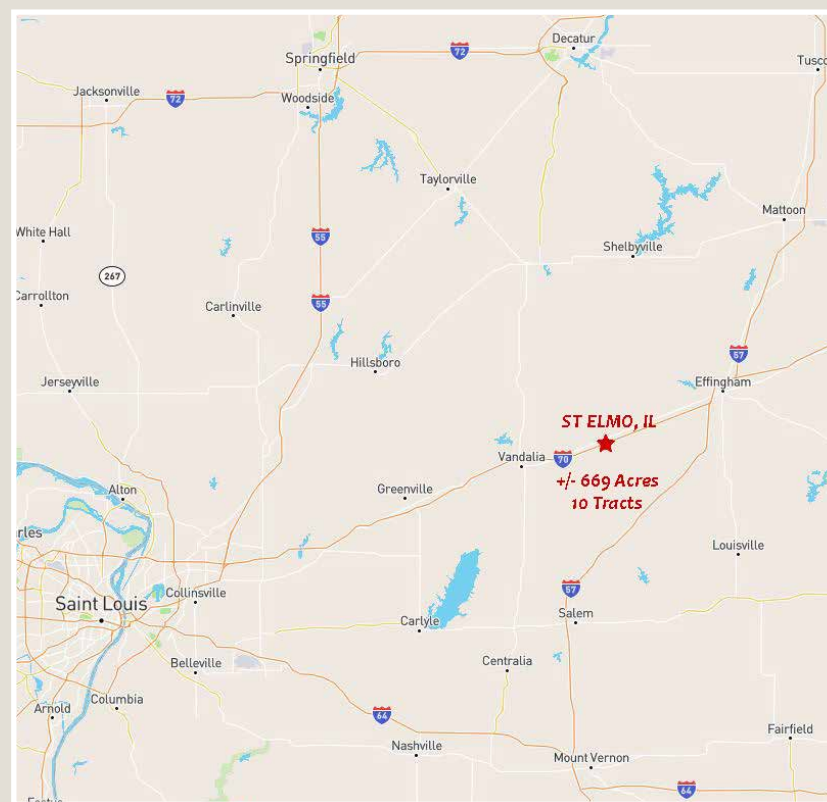 Decatur
72
Springfield
Tusco
Jacksonville
72
Woodside
Taylorville
Mattoon
White Hall
55
Shelbyville
267
Carrollton
55
Carlinville
57
Hillsboro
Jerseyville
Effingham
ST ELMO, IL
Vandalia
70
+/- 669 Acres
10 Tracts
Alton
Greenville
rles
Louisville
57
Collinsville
Saint Louis
Salem
Carlyle
Belleville
Centralia
Columbia
Arnold
64
Fairfield
Nashville
Mount Vernon
64